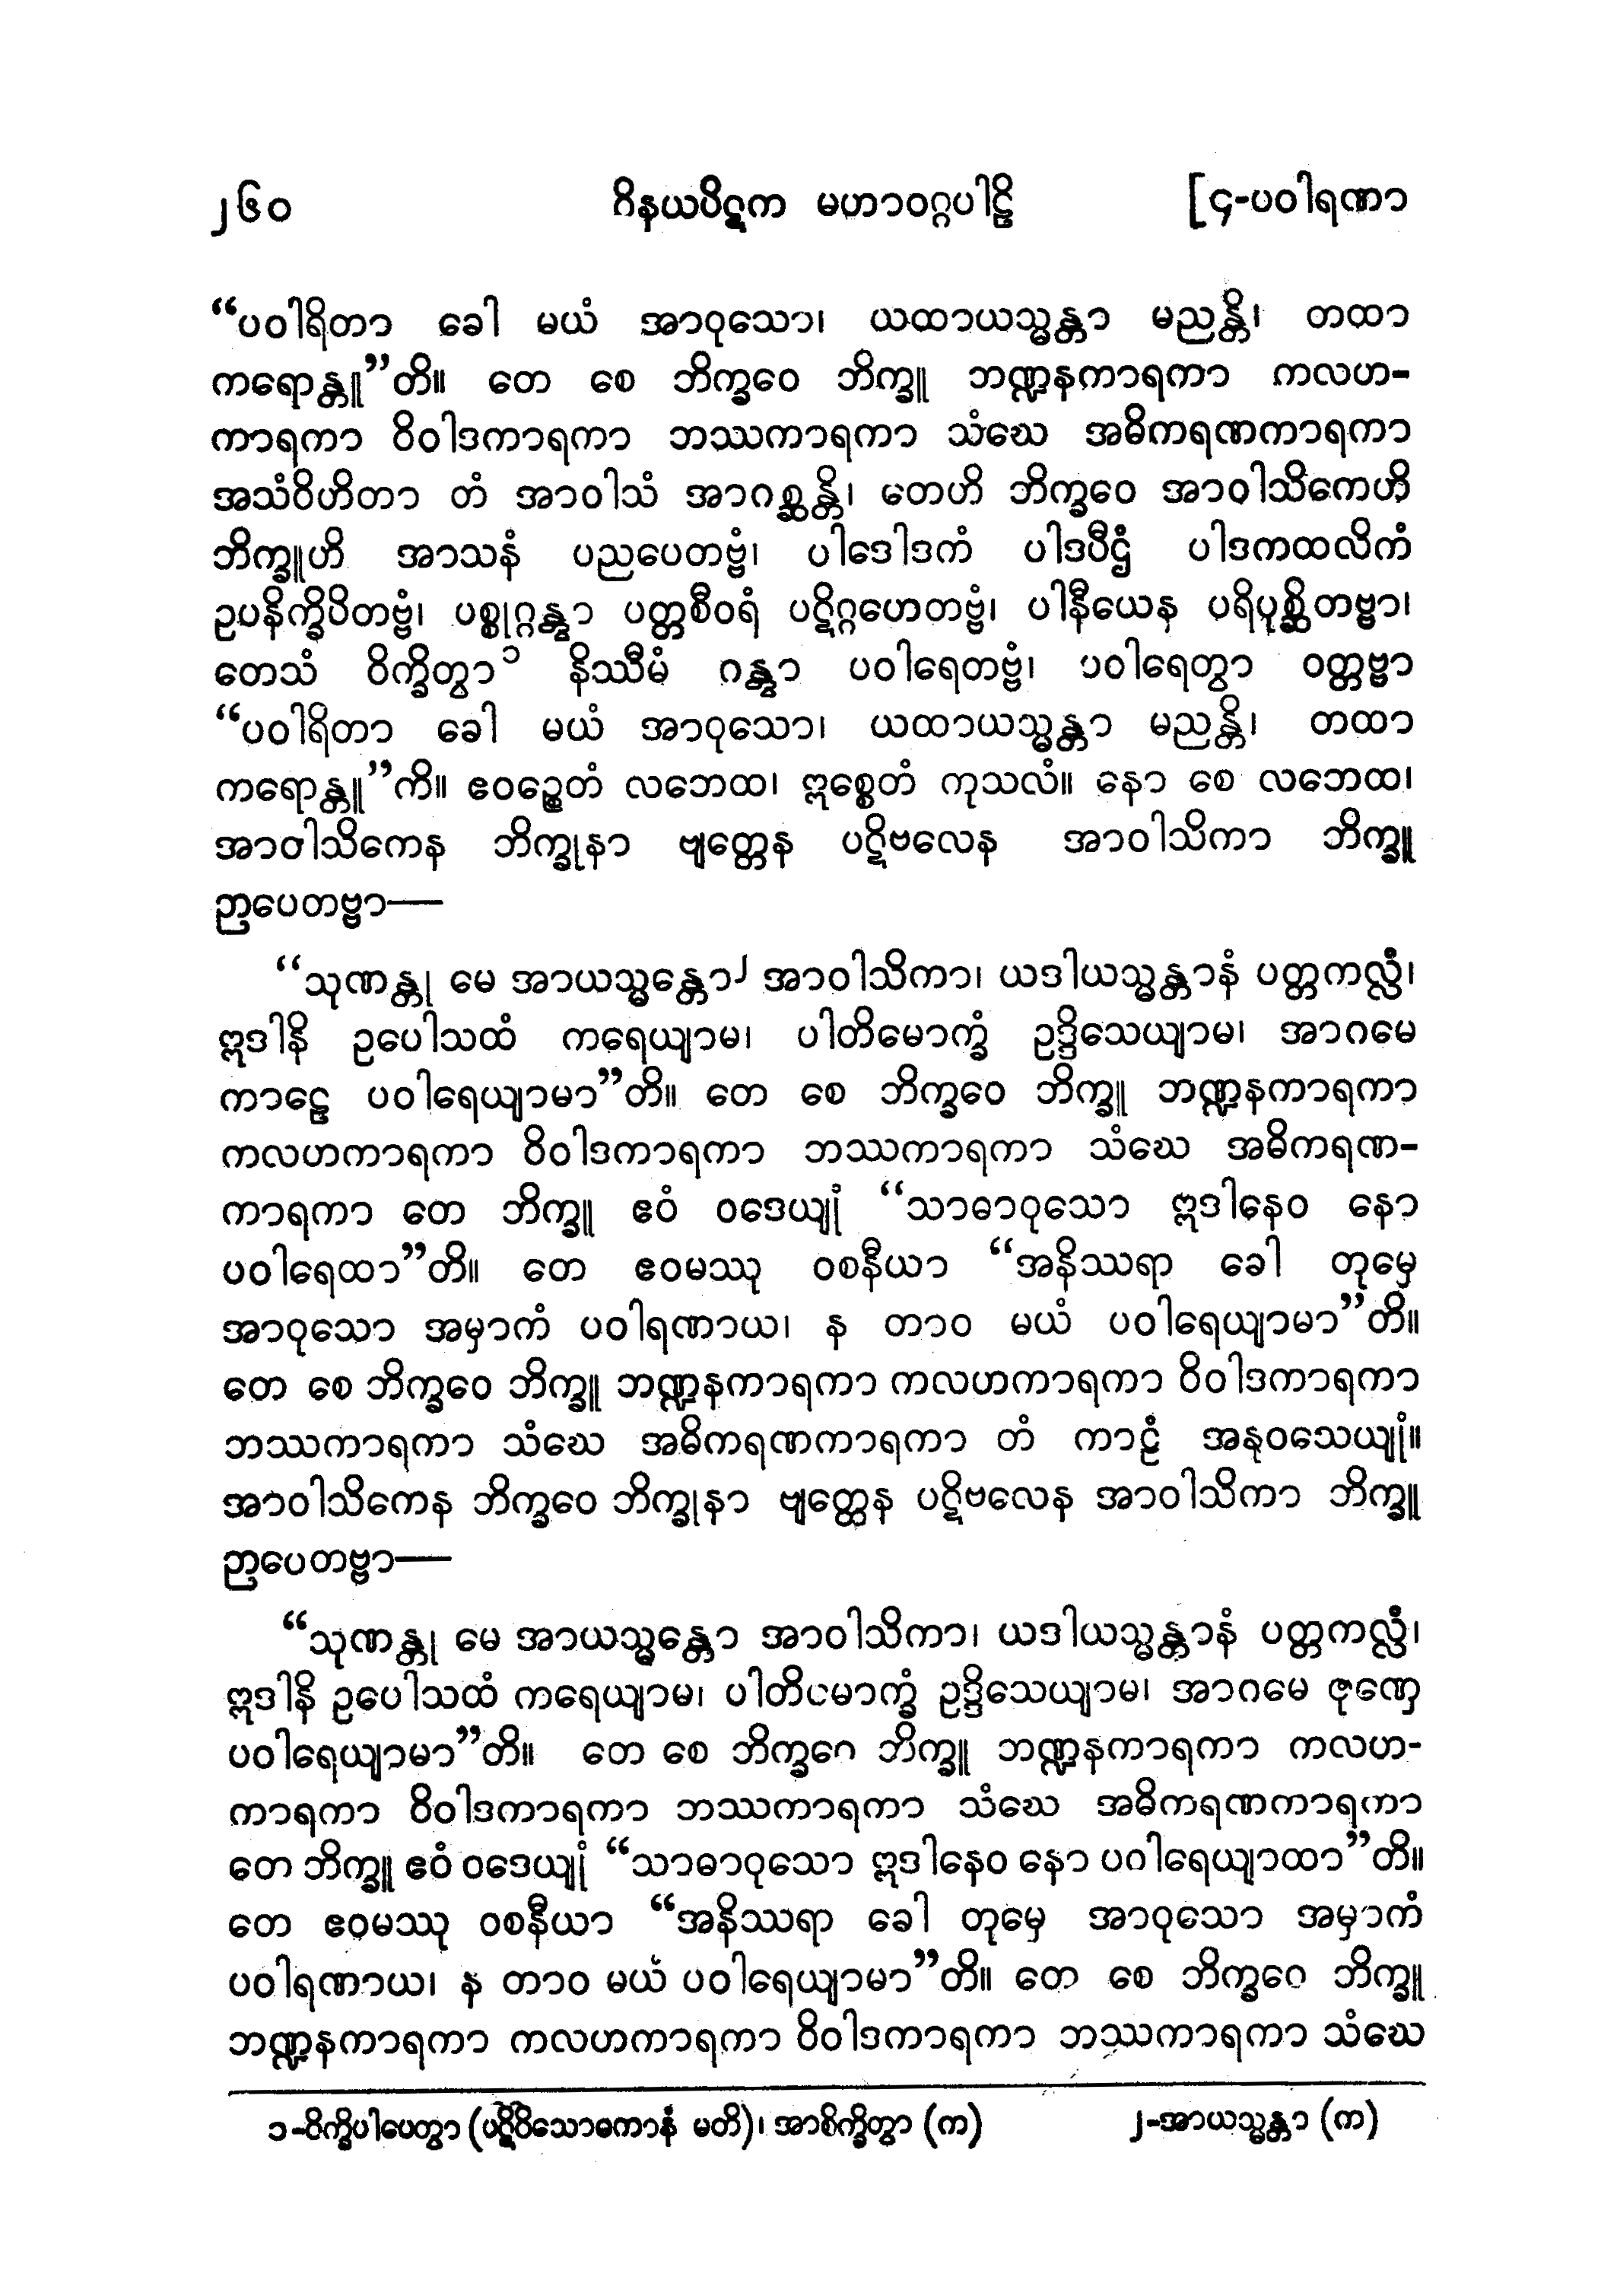 ၂၆၀ ဝိနယပိဋက မဟာဝဂ္ဂပါဠိ [၄-ပဝါရဏာ
“ပဝါရိတာ ခေါ မယံ အာဝုသော၊ ယထာယသ္မန္တာ မညန္တိ၊ တထာ
ကရောန္တူ”တိ။ တေ စေ ဘိက္ခဝေ ဘိက္ခူ ဘဏ္ဍနကာရကာ ကလဟ-
ကာရကာ ဝိဝါဒကာရကာ ဘဿကာရကာ သံဃေ အဓိကရဏကာရကာ
အသံဝိဟိတာ တံ အာဝါသံ အာဂစ္ဆန္တိ၊ တေဟိ ဘိက္ခဝေ အာဝါသိကေဟိ
ဘိက္ခူဟိ အာသနံ ပညပေတဗ္ဗံ၊ ပါဒေါဒကံ ပါဒပီဌံ ပါဒကထလိကံ
ဥပနိက္ခိပိတဗ္ဗံ၊ ပစ္စုဂ္ဂန္တွာ ပတ္တစီဝရံ ပဋိဂ္ဂဟေတဗ္ဗံ၊ ပါနီယေန ပရိပုစ္ဆိတဗ္ဗာ၊
တေသံ ဝိက္ခိတွာ၁ နိဿီမံ ဂန္တွာ ပဝါရေတဗ္ဗံ၊ ပဝါရေတွာ ဝတ္တဗ္ဗာ
“ပဝါရိတာ ခေါ မယံ အာဝုသော၊ ယထာယသ္မန္တာ မညန္တိ၊ တထာ
ကရောန္တူ”ကိ။ ဧဝဉ္စေတံ လဘေထ၊ ဣစ္စေတံ ကုသလံ။ နော စေ လဘေထ၊
အာဝါသိကေန ဘိက္ခုနာ ဗျတ္တေန ပဋိဗလေန အာဝါသိကာ ဘိက္ခူ
ဉာပေတဗ္ဗာ—
“သုဏန္တု မေ အာယသ္မန္တော၂ အာဝါသိကာ၊ ယဒါယသ္မန္တာနံ ပတ္တကလ္လံ၊
ဣဒါနိ ဥပေါသထံ ကရေယျာမ၊ ပါတိမောက္ခံ ဥဒ္ဒိသေယျာမ၊ အာဂမေ
ကာဠေ ပဝါရေယျာမာ”တိ။ တေ စေ ဘိက္ခဝေ ဘိက္ခူ ဘဏ္ဍနကာရကာ
ကလဟကာရကာ ဝိဝါဒကာရကာ ဘဿကာရကာ သံဃေ အဓိကရဏ-
ကာရကာ တေ ဘိက္ခူ ဧဝံ ဝဒေယျုံ “သာဓာဝုသော ဣဒါနေဝ နော
ပဝါရေထာ”တိ။ တေ ဧဝမဿု ဝစနီယာ “အနိဿရာ ခေါ တုမှေ
အာဝုသော အမှာကံ ပဝါရဏာယ၊ န တာဝ မယံ ပဝါရေယျာမာ”တိ။
တေ စေ ဘိက္ခဝေ ဘိက္ခူ ဘဏ္ဍနကာရကာ ကလဟကာရကာ ဝိဝါဒကာရကာ
ဘဿကာရကာ သံဃေ အဓိကရဏကာရကာ တံ ကာဠံ အနုဝသေယျုံ။
အာဝါသိကေန ဘိက္ခဝေ ဘိက္ခုနာ ဗျတ္ထေန ပဋိဗလေန အာဝါသိကာ ဘိက္ခူ
ဉာပေတဗ္ဗာ—
“သုဏန္တု မေ အာယသ္မန္တော အာဝါသိကာ၊ ယဒါယသ္မန္တာနံ ပတ္တကလ္လံ၊
ဣဒါနိ ဥပေါသထံ ကရေယျာမ၊ ပါတိမောက္ခံ ဥဒ္ဒိသေယျာမ၊ အာဂမေ ဇုဏှေ
ပဝါရေယျာမာ”တိ။ တေ စေ ဘိက္ခဝေ ဘိက္ခူ ဘဏ္ဍနကာရကာ ကလဟ-
ကာရကာ ဝိဝါဒကာရကာ ဘဿကာရကာ သံဃေ အဓိကရဏကာရကာ
တေ ဘိက္ခူ ဧဝံ ဝဒေယျုံ “သာဓာဝုသော ဣဒါနေဝ နော ပဝါရေယျာထာ”တိ။
တေ ဧဝမဿု ဝစနီယာ “အနိဿရာ ခေါ တုမှေ အာဝုသော အမှာကံ
ပဝါရဏာယ၊ န တာဝ မယံ ပဝါရေယျာမာ”တိ။ တေ စေ ဘိက္ခဝေ ဘိက္ခူ
ဘဏ္ဍနကာရကာ ကလဟကာရကာ ဝိဝါဒကာရကာ ဘဿကာရကာ သံဃေ
၁-ဝိက္ခိပါပေတွာ (ပဋိဝိသောဓကာနံ မတိ)၊ အာစိက္ခိတွာ (က) ၂-အာယသ္မန္တာ (က)